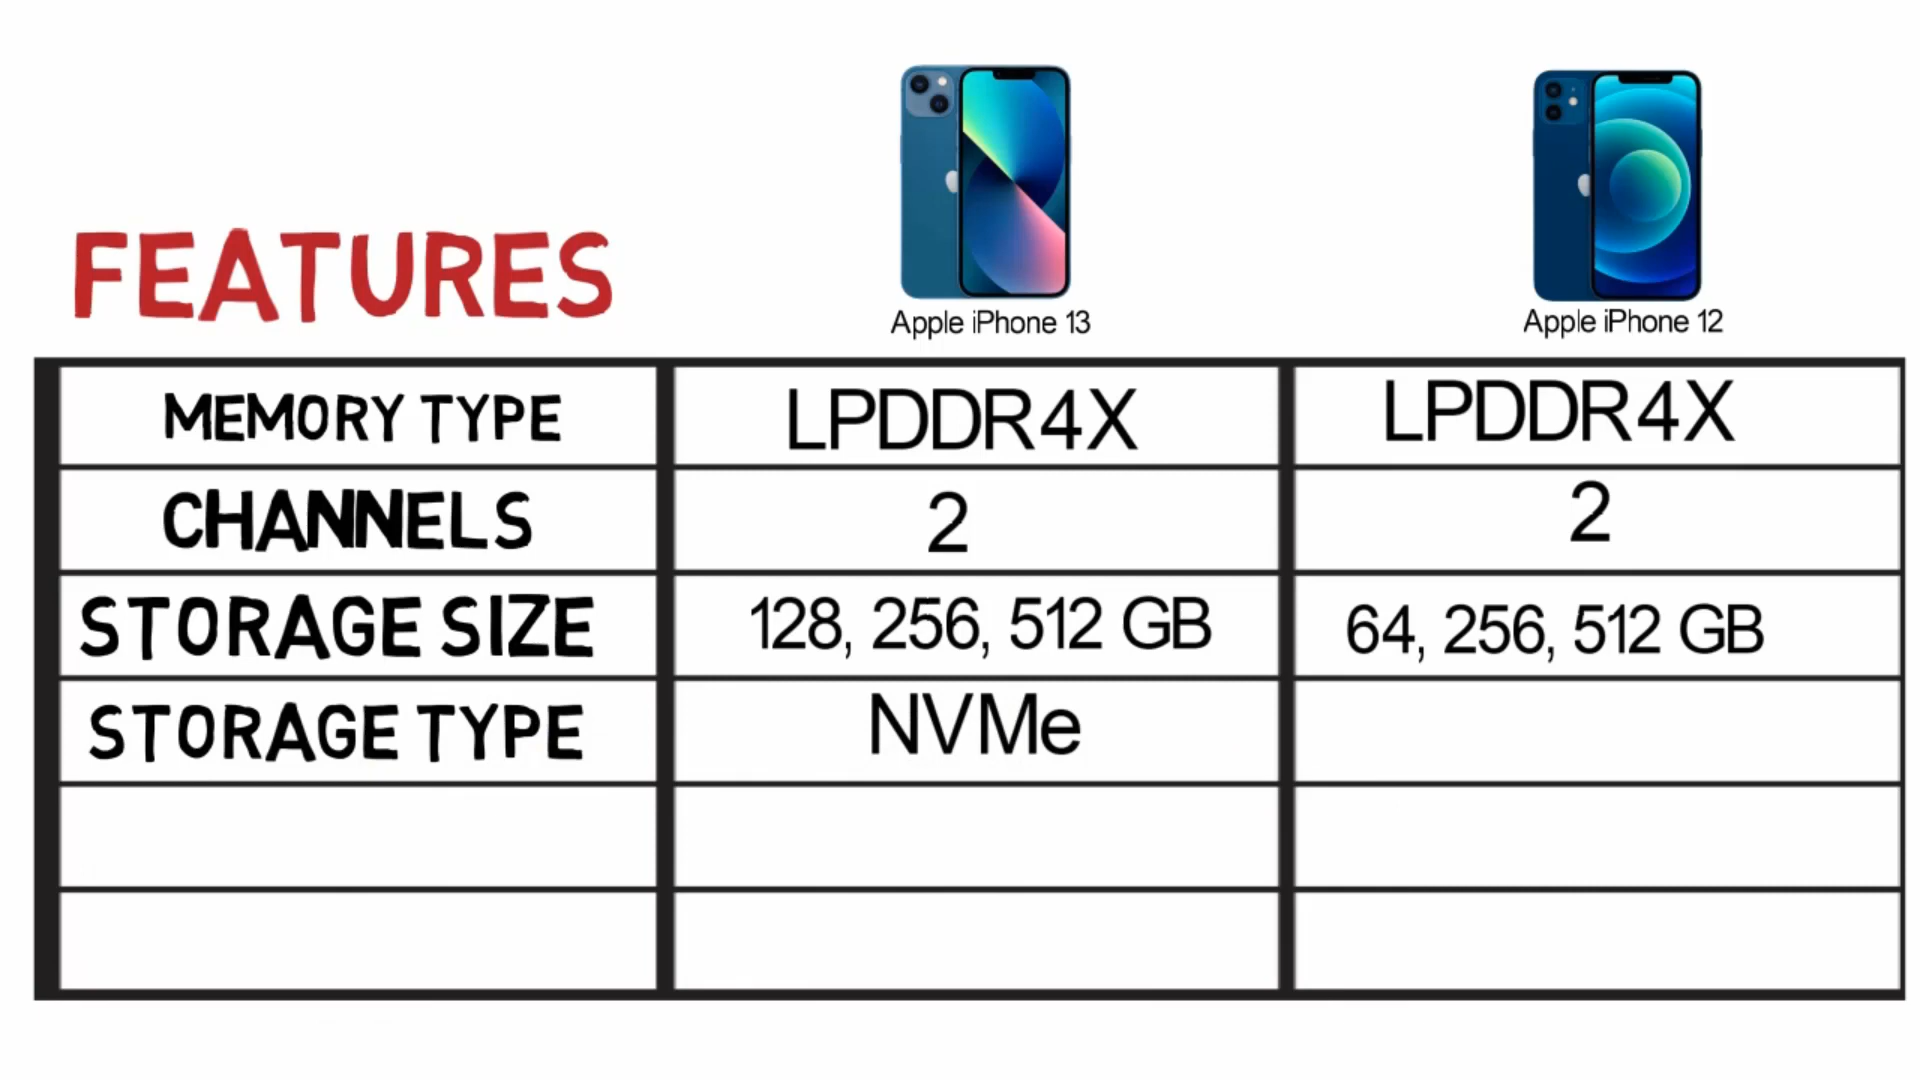 FEATURES
Apple iPhone 13
Apple iPhone 12
MEMORY TYPE
LPDDR4X
LPDDR4X
CHANNELS
2
2
STORAGE SIZE
128, 256, 512 GB
64, 256, 512 GB
STORAGE TYPE
NVMe